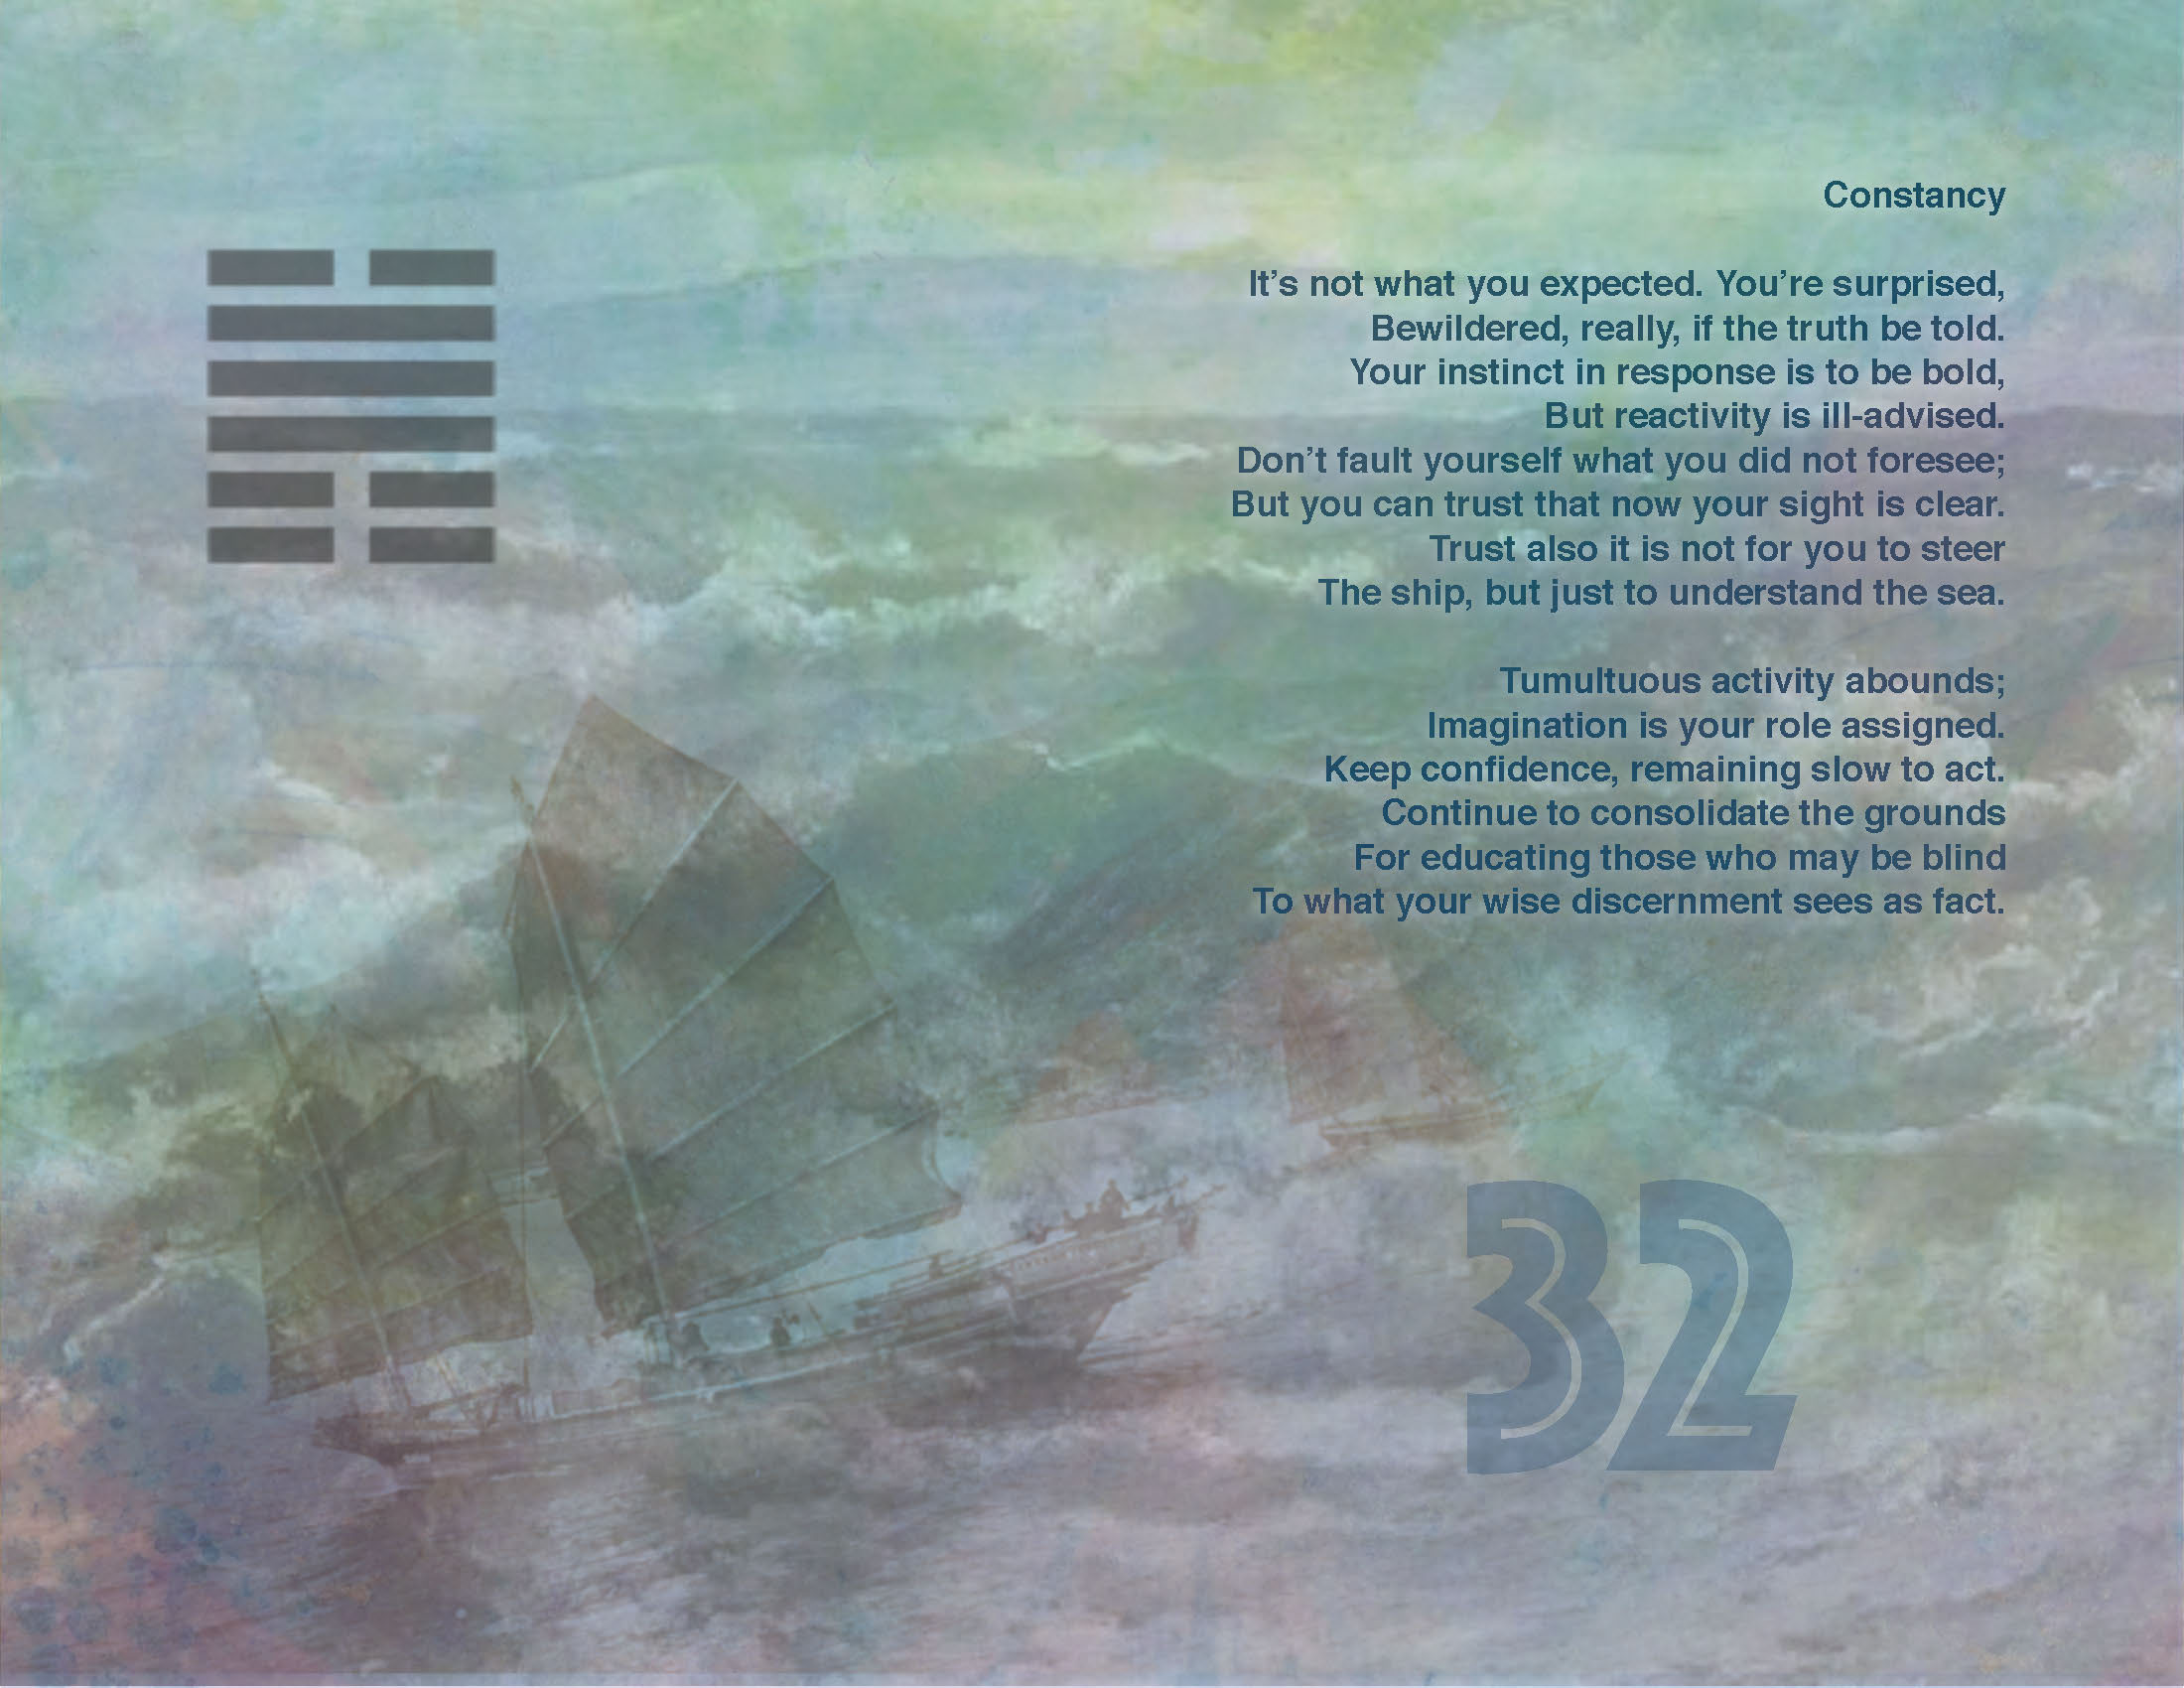 Constancy
It’s not what you expected. You’re surprised,
Bewildered, really, if the truth be told.
Your instinct in response is to be bold,
But reactivity is ill-advised.
Don’t fault yourself what you did not foresee;
But you can trust that now your sight is clear.
Trust also it is not for you to steer
The ship, but just to understand the sea.
Tumultuous activity abounds;
Imagination is your role assigned.
Keep confidence, remaining slow to act.
Continue to consolidate the grounds
For educating those who may be blind
To what your wise discernment sees as fact.
32